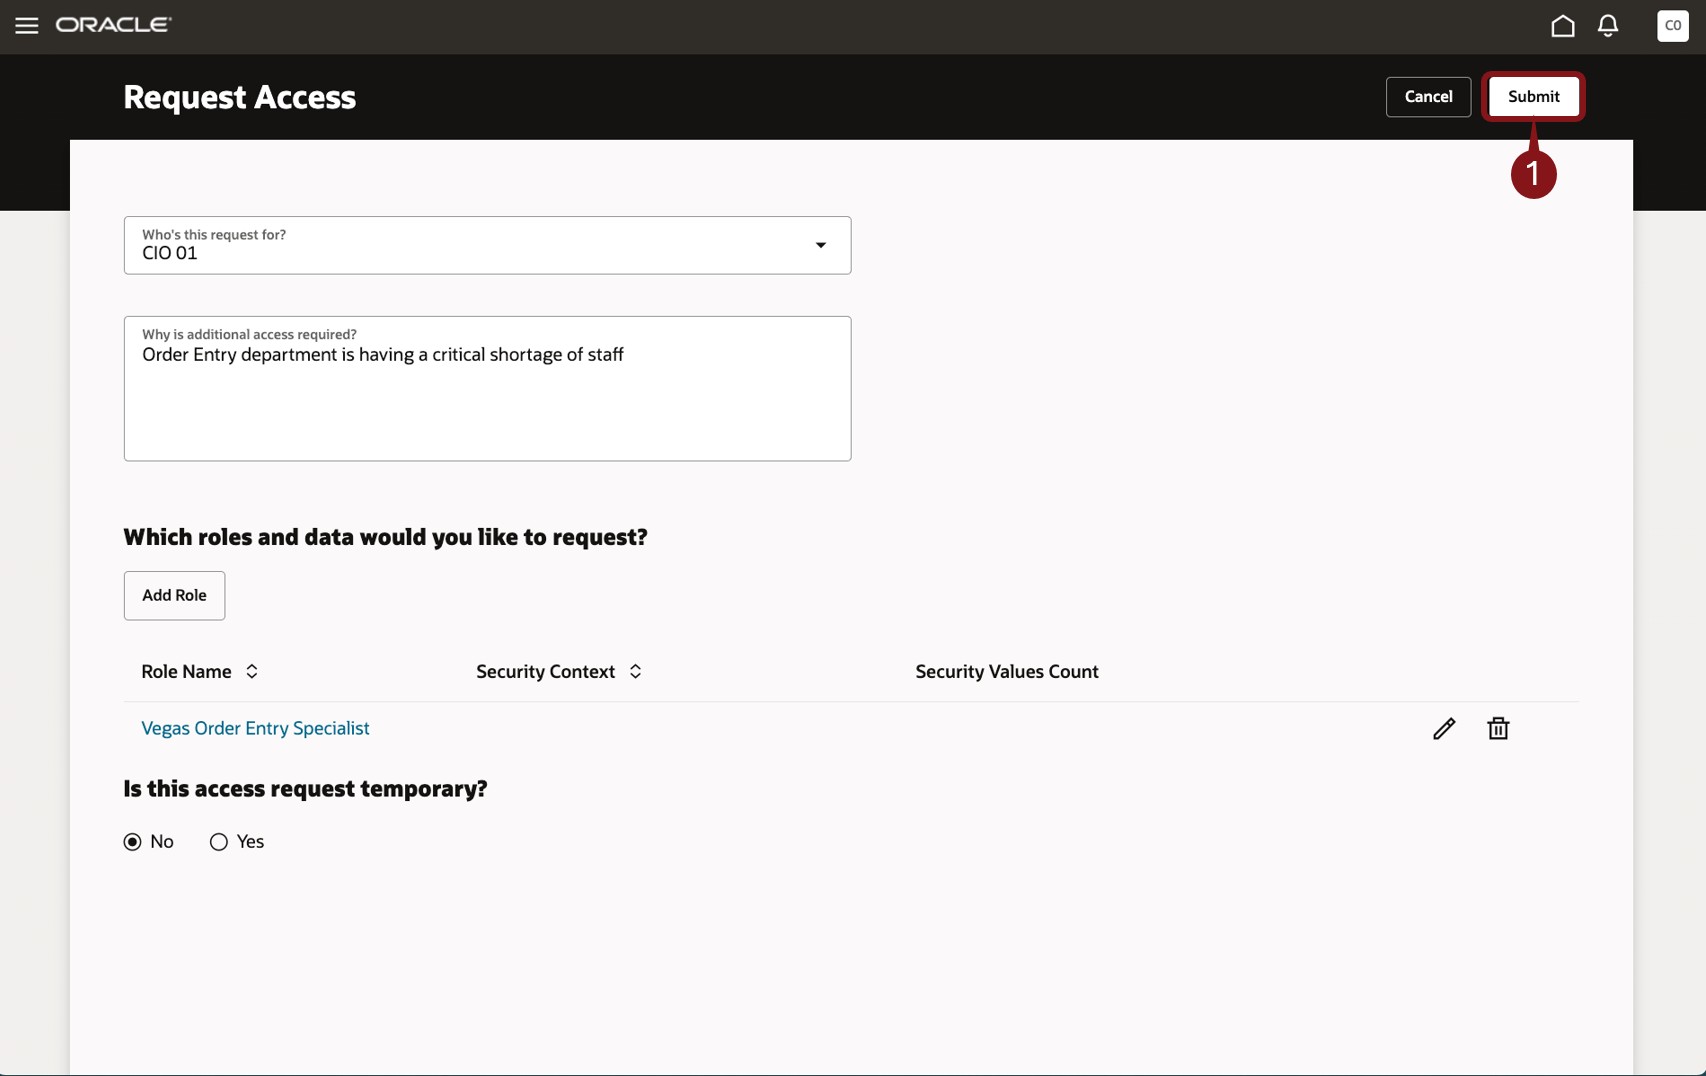 ORACLE
CO
Request Access
Cancel
Submit
1
Who's this request for?
CIO 01
Why is additional access required?
Order Entry department is having a critical shortage of staff
Which roles and data would you like to request?
Add Role
Role Name
Security Context
Security Values Count
Vegas Order Entry Specialist
Is this access request temporary?
No
Yes